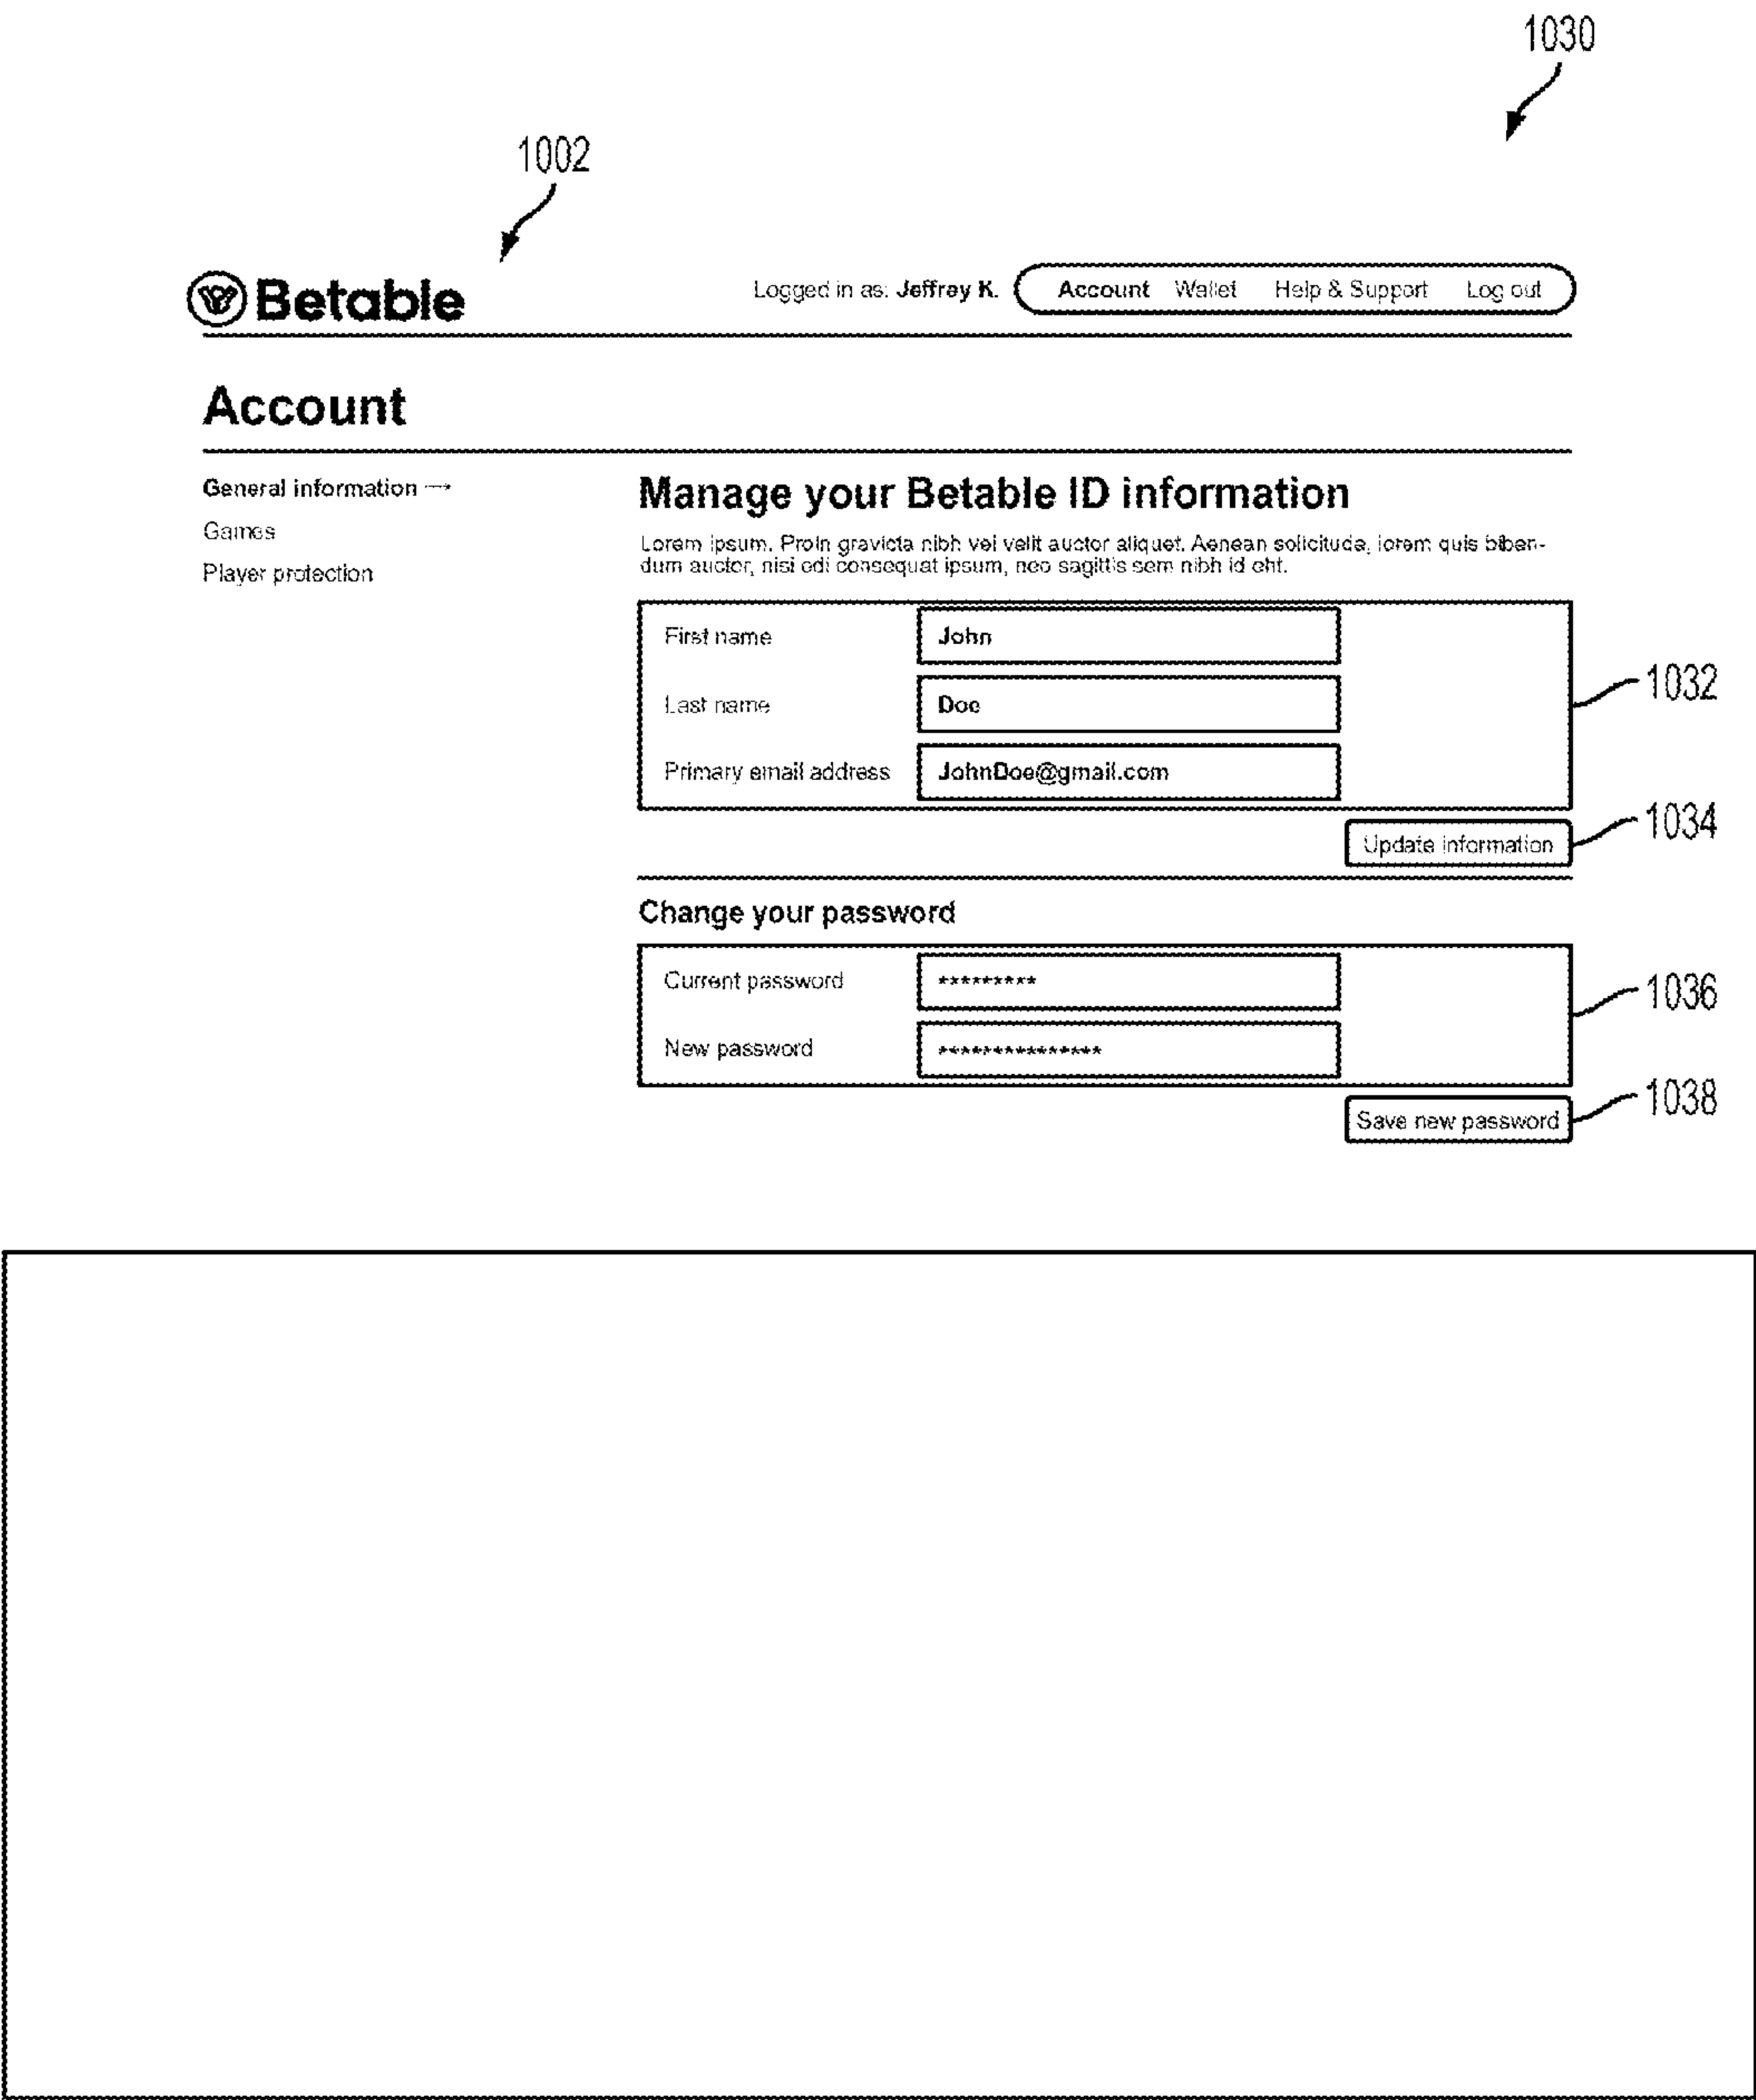 1030
1002
Betable
Logged in as: Jeffrey K. Account Wallet Help & Support Log out
Account
General information →
Games
Player protection
Manage your Betable ID information
Lorem ipsum. Proin gravicta nibh vel velit auctor aliquet. Aenean solicitude, lorem quis biben-
dum auctor, nisi edi consequat ipsum, neo sagittis sem nibh id eht.
First name John
Last name Doe
1032
Primary email address JohnDoe@gmail.com
Update information 1034
Change your password
Current password *********
1036
New password ***************
Save new password 1038